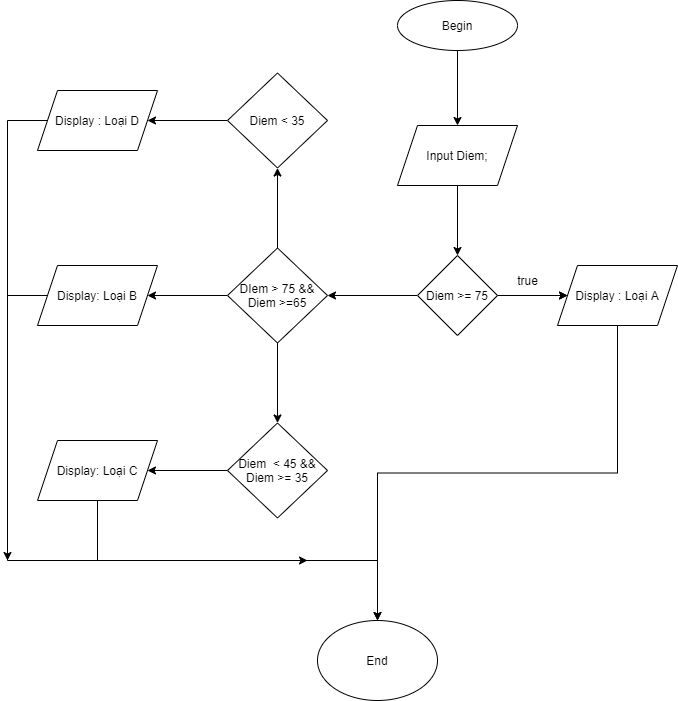 Begin
Input Diem;
Diem >= 75
true
Display : Loại A
DIem > 75 &&
Diem >=65
Display: Loại B
Diem < 35
Display : Loại D
Diem  < 45 &&
Diem >= 35
Display: Loại C
End